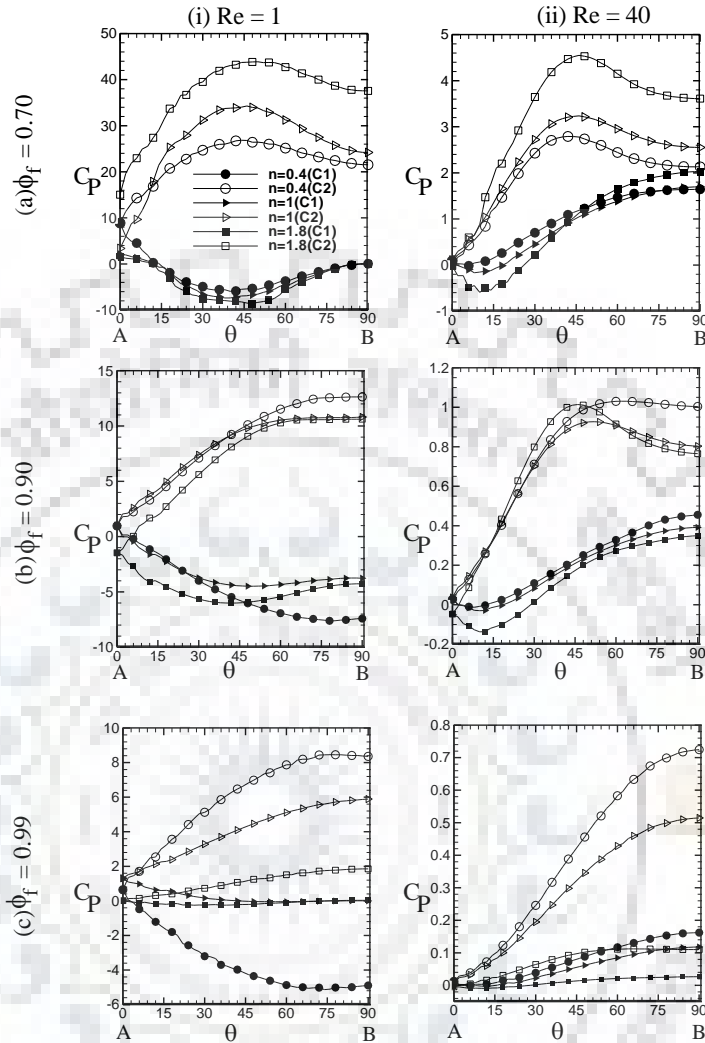 (i) Re = 1
(ii) Re = 40
(a) ϕf = 0.70
50
40
30
20
10
0
-10
CP
n=0.4(C1)
n=0.4(C2)
n=1(C1)
n=1(C2)
n=1.8(C1)
n=1.8(C2)
0 15 30 45 60 75 90
A θ B
5
4
3
2
1
0
-1
CP
0 15 30 45 60 75 90
A θ B
(b) ϕf = 0.90
15
10
5
0
-5
-10
CP
0 15 30 45 60 75 90
A θ B
1.2
1
0.8
0.6
0.4
0.2
0
-0.2
CP
0 15 30 45 60 75 90
A θ B
(c) ϕf = 0.99
10
8
6
4
2
0
-2
-4
6
CP
0 15 30 45 60 75 90
A θ B
0.8
0.7
0.6
0.5
0.4
0.3
0.2
0.1
0
CP
0 15 30 45 60 75 90
A θ B